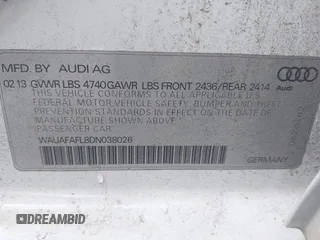 MFD. BY AUDI AG
02 13 GVWR LBS 4740 GAWR LBS FRONT 2436/REAR 2414
Audi
THIS VEHICLE CONFORMS TO ALL APPLICABLE U.S.
FEDERAL MOTOR VEHICLE SAFETY, BUMPER AND THEFT
PREVENTION STANDARDS IN EFFECT ON THE DATE OF
MANUFACTURE SHOWN ABOVE.
PASSENGER CAR
WAUAFAFL8DN038026
GERMANY
DRIVEDOTCARS